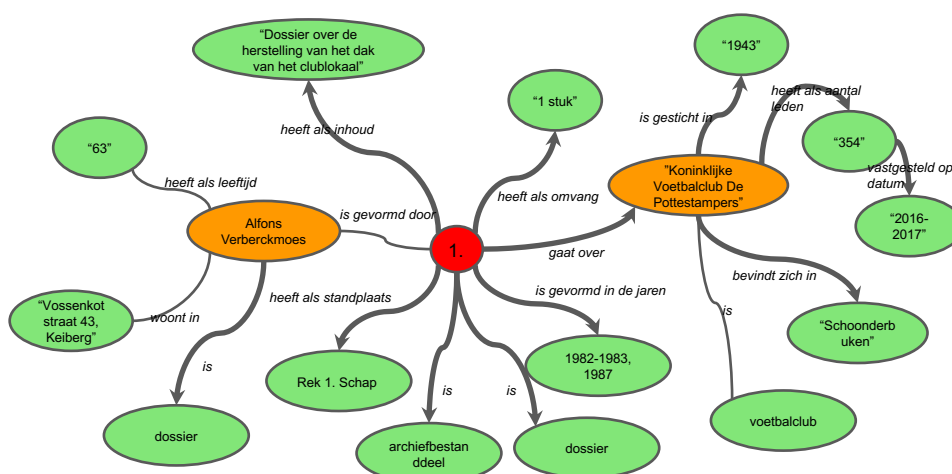 “Dossier over de
herstelling van het dak
van het clublokaal”
“1943”
heeft als aantal
leden
“1 stuk”
is gesticht in
heeft als inhoud
“63”
“354”
vastgesteld op
datum
”Koninklijke
Voetbalclub De
Pottestampers”
heeft als leeftijd
heeft als omvang
Alfons
Verberckmoes
is gevormd door
“2016-
2017”
1.
gaat over
bevindt zich in
is gevormd in de jaren
heeft als standplaats
“Vossenkot
straat 43,
Keiberg”
woont in
is
“Schoonderb
uken”
is
1982-1983,
1987
Rek 1. Schap
is
is
dossier
archiefbestan
ddeel
dossier
voetbalclub